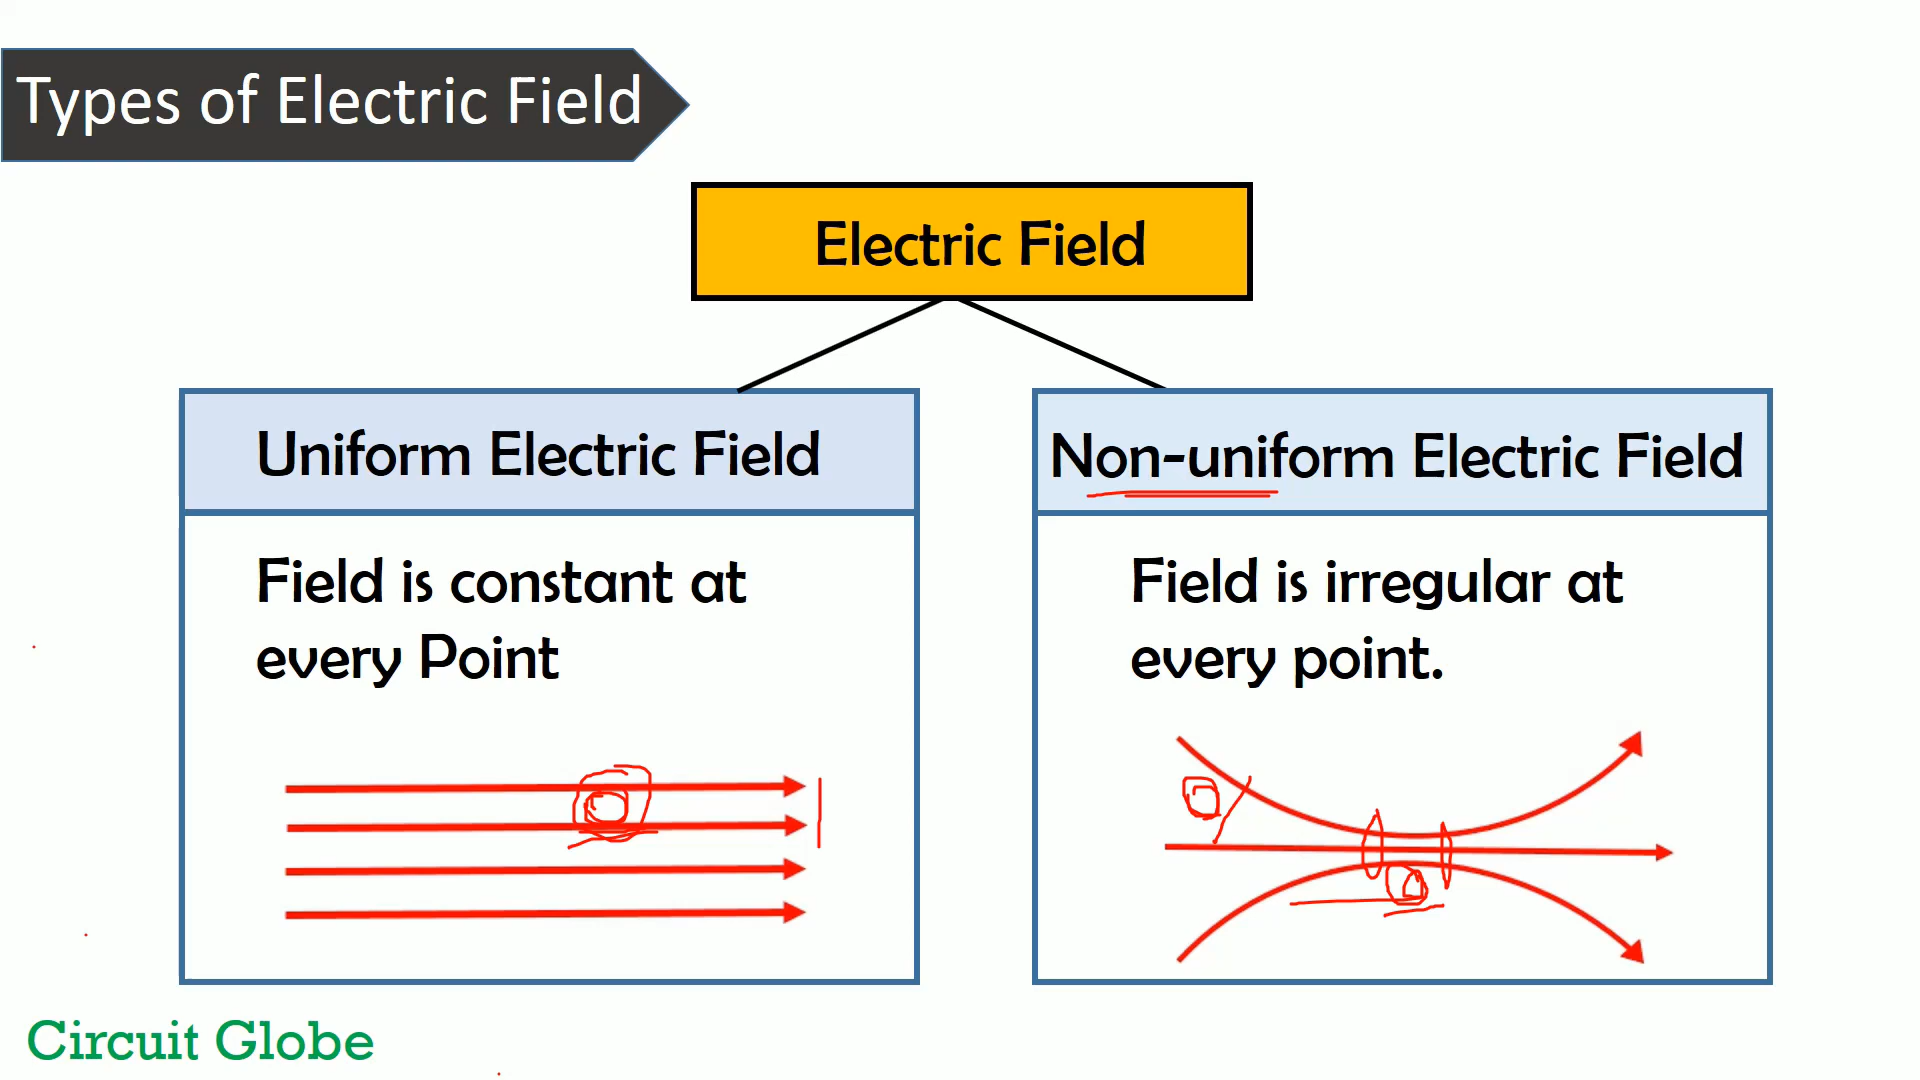 Types of Electric Field
Electric Field
Uniform Electric Field
Field is constant at
every Point
Non-uniform Electric Field
Field is irregular at
every point.
Circuit Globe